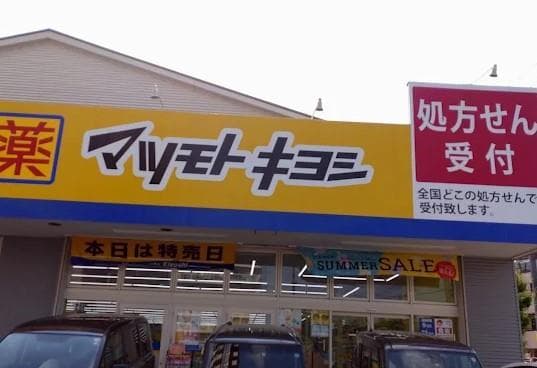 薬
マツモトキヨシ
処方せん
受付
全国どこの処方せんで
受付致します。
本日は特売日
SUMMER SALE